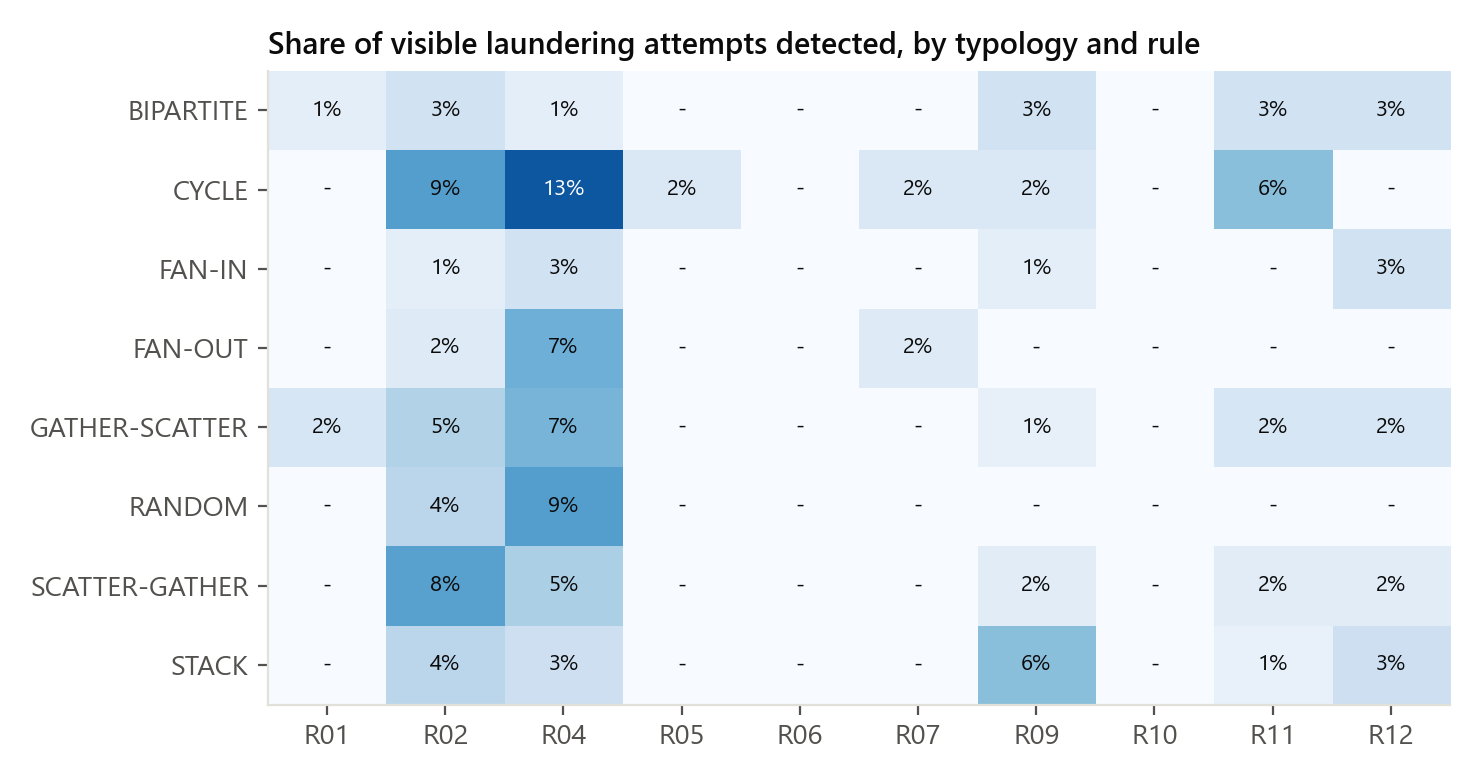 Share of visible laundering attempts detected, by typology and rule
BIPARTITE 1% 3% 1% - - - 3% - 3% 3%
CYCLE - 9% 13% 2% - 2% 2% - 6% -
FAN-IN - 1% 3% - - - 1% - - 3%
FAN-OUT - 2% 7% - - 2% - - - -
GATHER-SCATTER 2% 5% 7% - - - 1% - 2% 2%
RANDOM - 4% 9% - - - - - - -
SCATTER-GATHER - 8% 5% - - - 2% - 2% 2%
STACK - 4% 3% - - - 6% - 1% 3%
R01 R02 R04 R05 R06 R07 R09 R10 R11 R12